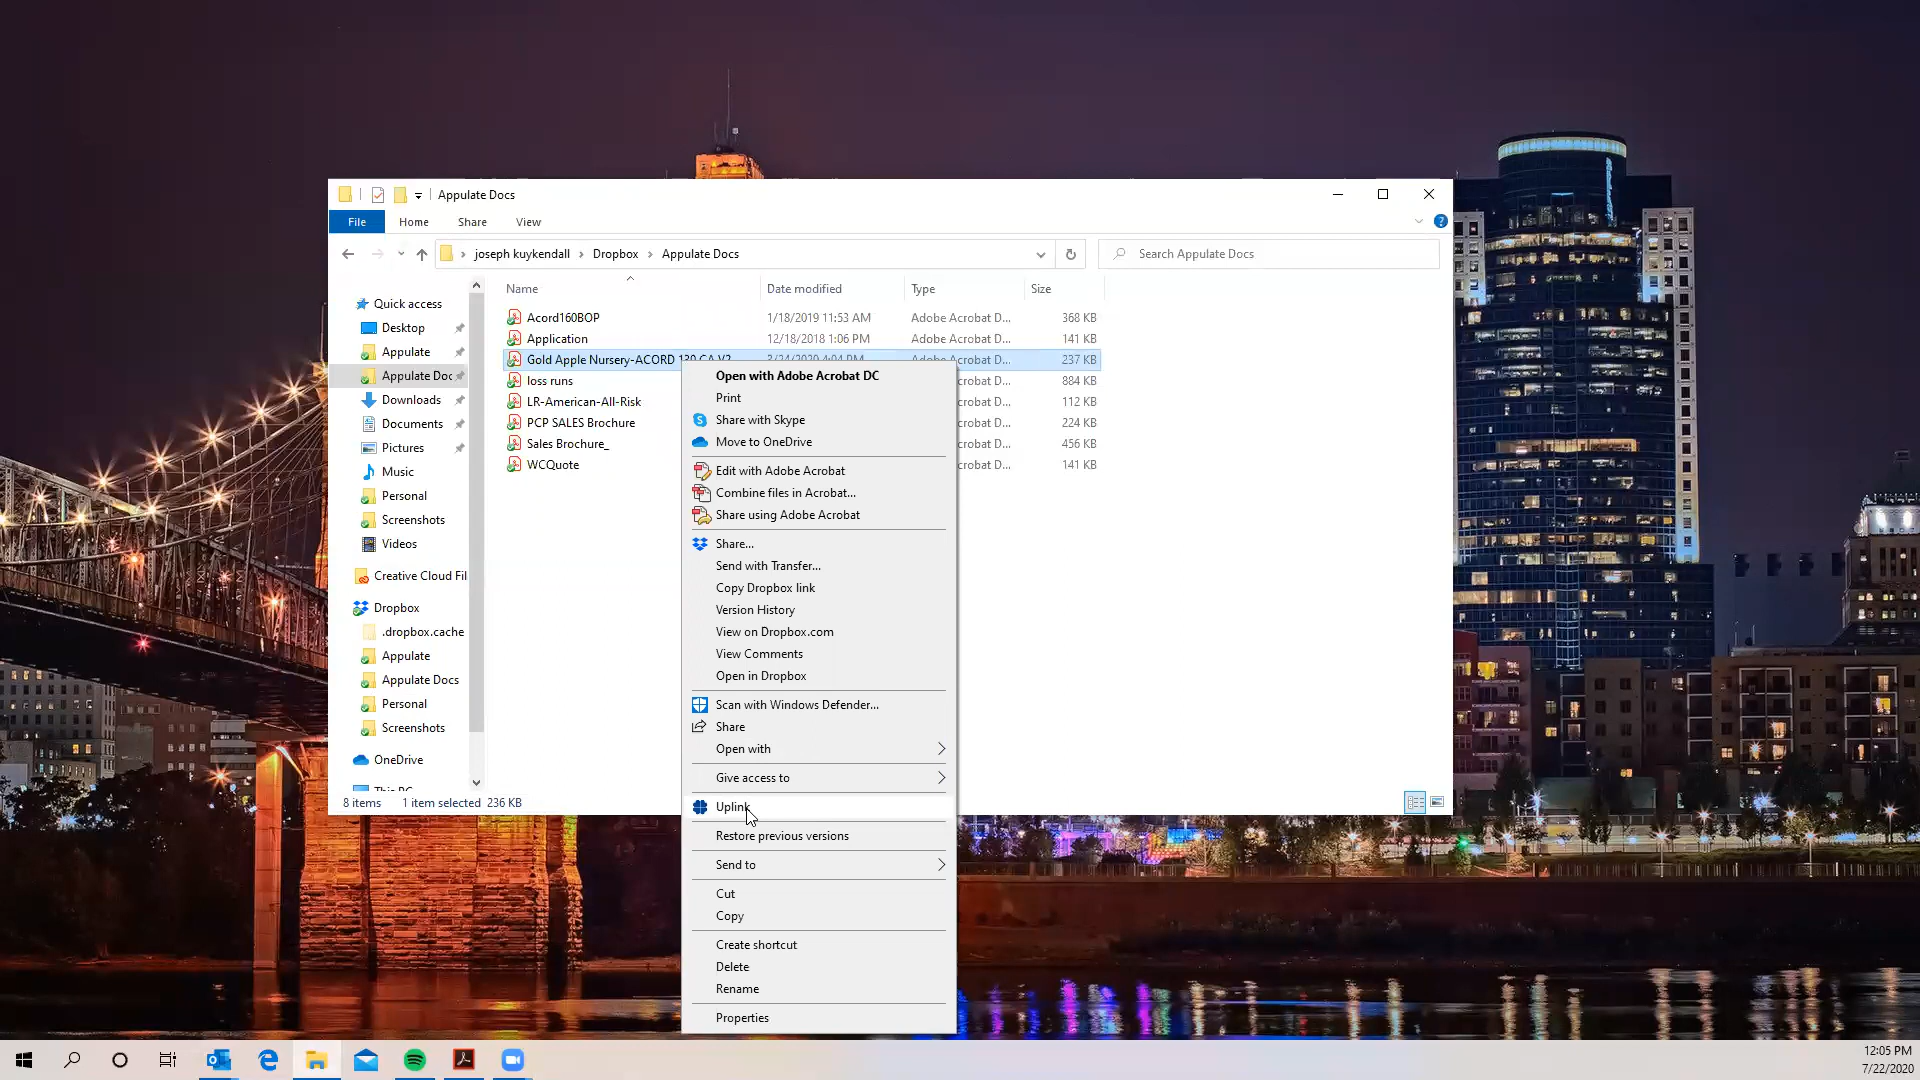 Appulate Docs
File Home Share View
joseph kuykendall Dropbox Appulate Docs
Search Appulate Docs
Name Date modified Type Size
Quick access
Desktop
Appulate
Appulate Doc
Downloads
Documents
Pictures
Music
Personal
Screenshots
Videos
Creative Cloud Fil
Dropbox
.dropbox.cache
Appulate
Appulate Docs
Personal
Screenshots
OneDrive
This PC
Acord160BOP 1/18/2019 11:53 AM Adobe Acrobat D... 368 KB
Application 12/18/2018 1:06 PM Adobe Acrobat D... 141 KB
Gold Apple Nursery-ACORD 130 CA V2 3/24/2020 4:04 PM Adobe Acrobat D... 237 KB
loss runs crobat D... 884 KB
LR-American-All-Risk crobat D... 112 KB
PCP SALES Brochure crobat D... 224 KB
Sales Brochure_ crobat D... 456 KB
WCQuote crobat D... 141 KB
Open with Adobe Acrobat DC
Print
Share with Skype
Move to OneDrive
Edit with Adobe Acrobat
Combine files in Acrobat...
Share using Adobe Acrobat
Share...
Send with Transfer...
Copy Dropbox link
Version History
View on Dropbox.com
View Comments
Open in Dropbox
Scan with Windows Defender...
Share
Open with
Give access to
Uplink
Restore previous versions
Send to
Cut
Copy
Create shortcut
Delete
Rename
Properties
8 items 1 item selected 236 KB
12:05 PM
7/22/2020